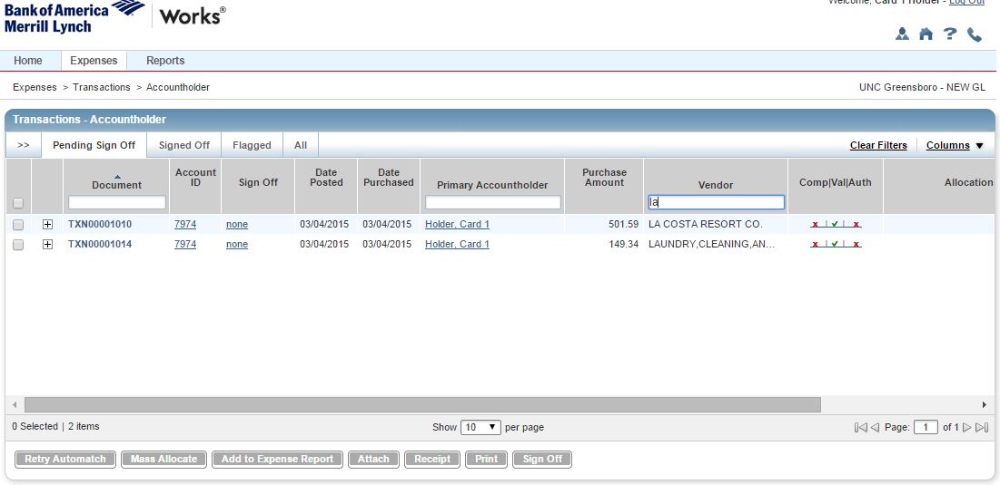 Bank of America
Merrill Lynch
Works®
Welcome, Card 1 Holder - Log Out
Home Expenses Reports
Expenses > Transactions > Accountholder UNC Greensboro - NEW GL
Transactions - Accountholder
>> Pending Sign Off Signed Off Flagged All Clear Filters Columns ▼
Document Account ID Sign Off Date Posted Date Purchased Primary Accountholder Purchase Amount Vendor Comp|Val|Auth Allocation
la
TXN00001010 7974 none 03/04/2015 03/04/2015 Holder, Card 1 501.59 LA COSTA RESORT CO. x | ✓ | x
TXN00001014 7974 none 03/04/2015 03/04/2015 Holder, Card 1 149.34 LAUNDRY,CLEANING,AN... x | ✓ | x
0 Selected | 2 items Show 10 per page Page: 1 of 1
Retry Automatch Mass Allocate Add to Expense Report Attach Receipt Print Sign Off